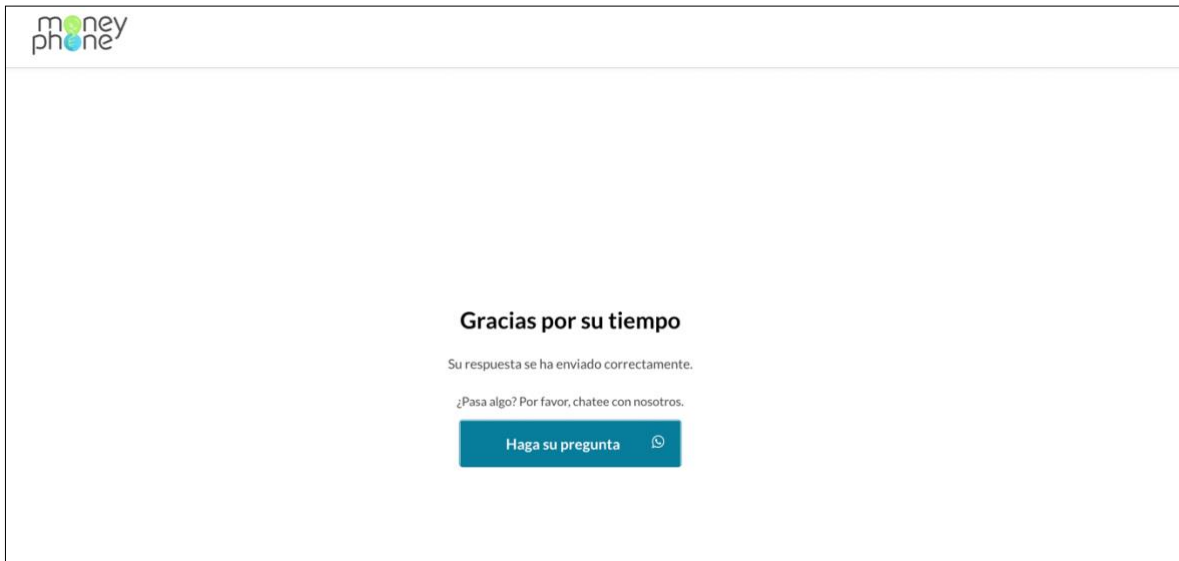 money
phone
Gracias por su tiempo
Su respuesta se ha enviado correctamente.
¿Pasa algo? Por favor, chatee con nosotros.
Haga su pregunta